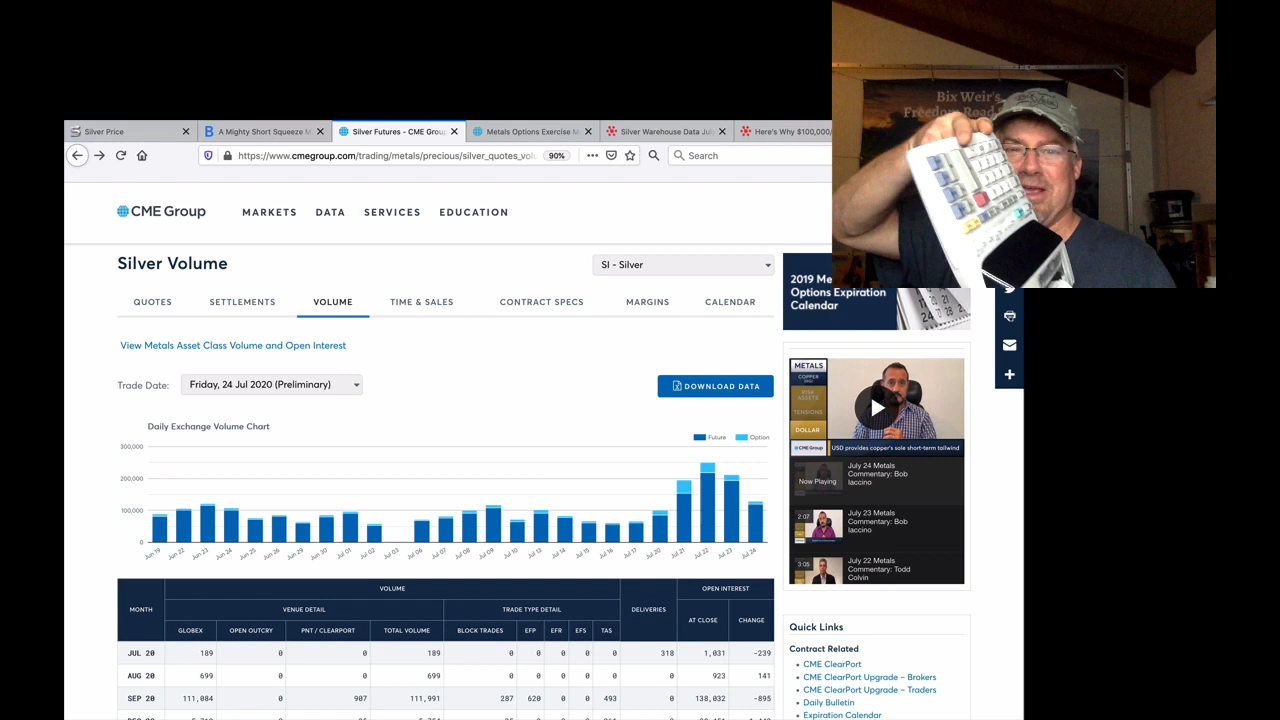 Bix Weir's
Silver Price
A Mighty Short Squeeze
Silver Futures - CME Group
Metals Options Exercise
Silver Warehouse Data
Here's Why $100,000/
https://www.cmegroup.com/trading/metals/precious/silver_quotes_vol
90%
Search
CME Group
MARKETS
DATA
SERVICES
EDUCATION
Silver Volume
SI - Silver
QUOTES
SETTLEMENTS
VOLUME
TIME & SALES
CONTRACT SPECS
MARGINS
CALENDAR
View Metals Asset Class Volume and Open Interest
Trade Date:
Friday, 24 Jul 2020 (Preliminary)
DOWNLOAD DATA
Daily Exchange Volume Chart
Future
Option
300,000
200,000
100,000
0
Jun 19 Jun 22 Jun 23 Jun 24 Jun 25 Jun 26 Jun 29 Jun 30 Jul 01 Jul 02 Jul 03 Jul 06 Jul 07 Jul 08 Jul 09 Jul 10 Jul 13 Jul 14 Jul 15 Jul 16 Jul 17 Jul 20 Jul 21 Jul 22 Jul 23 Jul 24
VOLUME
OPEN INTEREST
MONTH
VENUE DETAIL
TRADE TYPE DETAIL
DELIVERIES
AT CLOSE
CHANGE
GLOBEX
OPEN OUTCRY
PNT / CLEARPORT
TOTAL VOLUME
BLOCK TRADES
EFP
EFR
EFS
TAS
JUL 20 189 0 0 189 0 0 0 0 0 318 1,031 -239
AUG 20 699 0 0 699 0 0 0 0 0 0 923 141
SEP 20 111,084 0 907 111,991 287 620 0 0 493 0 138,032 -895
Options Expiration
Calendar
METALS
COPPER
RISK
ASSETS
TENSIONS
DOLLAR
CME Group
USD provides copper's sole short-term tailwind
Now Playing
July 24 Metals
Commentary: Bob
Iaccino
2:07
July 23 Metals
Commentary: Bob
Iaccino
3:05
July 22 Metals
Commentary: Todd
Colvin
Quick Links
Contract Related
CME ClearPort
CME ClearPort Upgrade - Brokers
CME ClearPort Upgrade - Traders
Daily Bulletin
Expiration Calendar